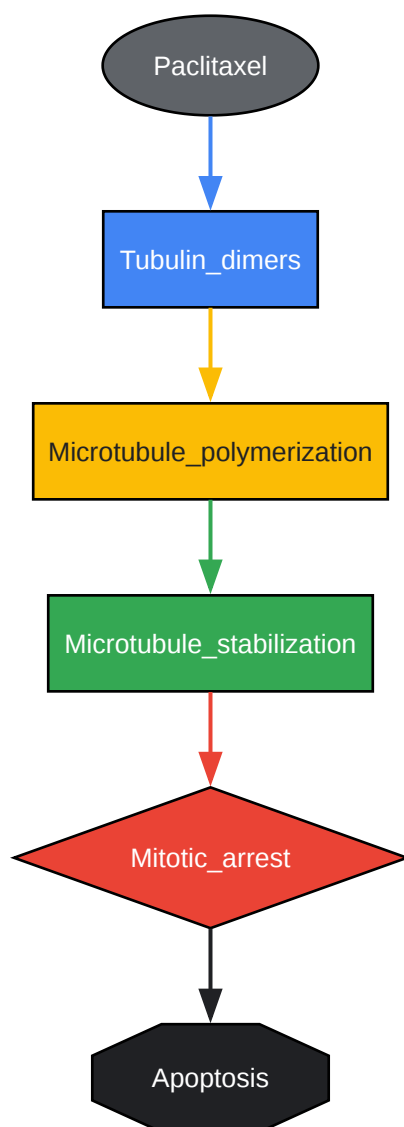 Paclitaxel
Tubulin_dimers
Microtubule_polymerization
Microtubule_stabilization
Mitotic_arrest
Apoptosis